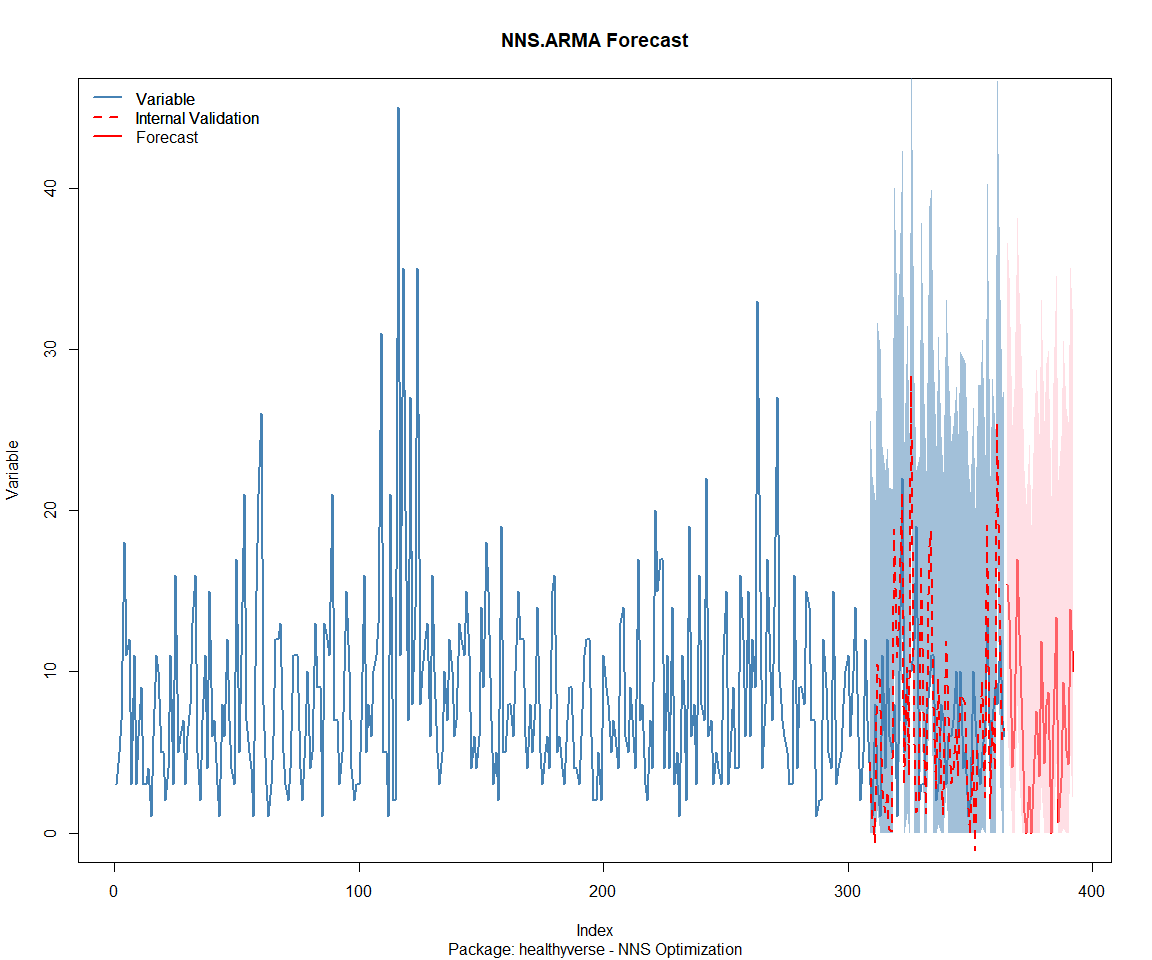 NNS.ARMA Forecast
Variable
Internal Validation
Forecast
Variable
40
30
20
10
0
0
100
200
300
400
Index
Package: healthyverse - NNS Optimization